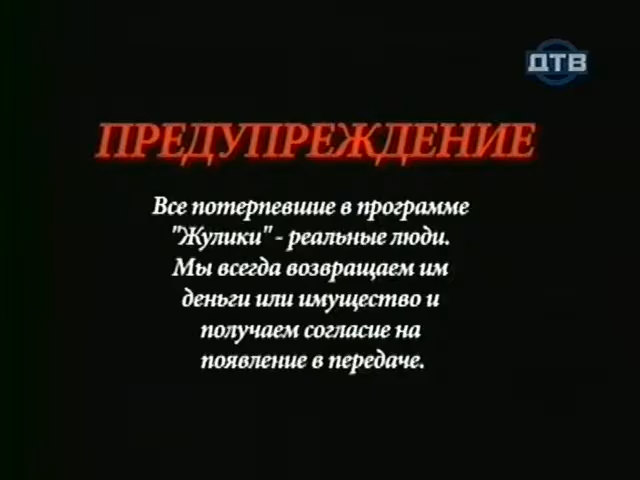 ДТВ
ПРЕДУПРЕЖДЕНИЕ
Все потерпевшие в программе
"Жулики" - реальные люди.
Мы всегда возвращаем им
деньги или имущество и
получаем согласие на
появление в передаче.